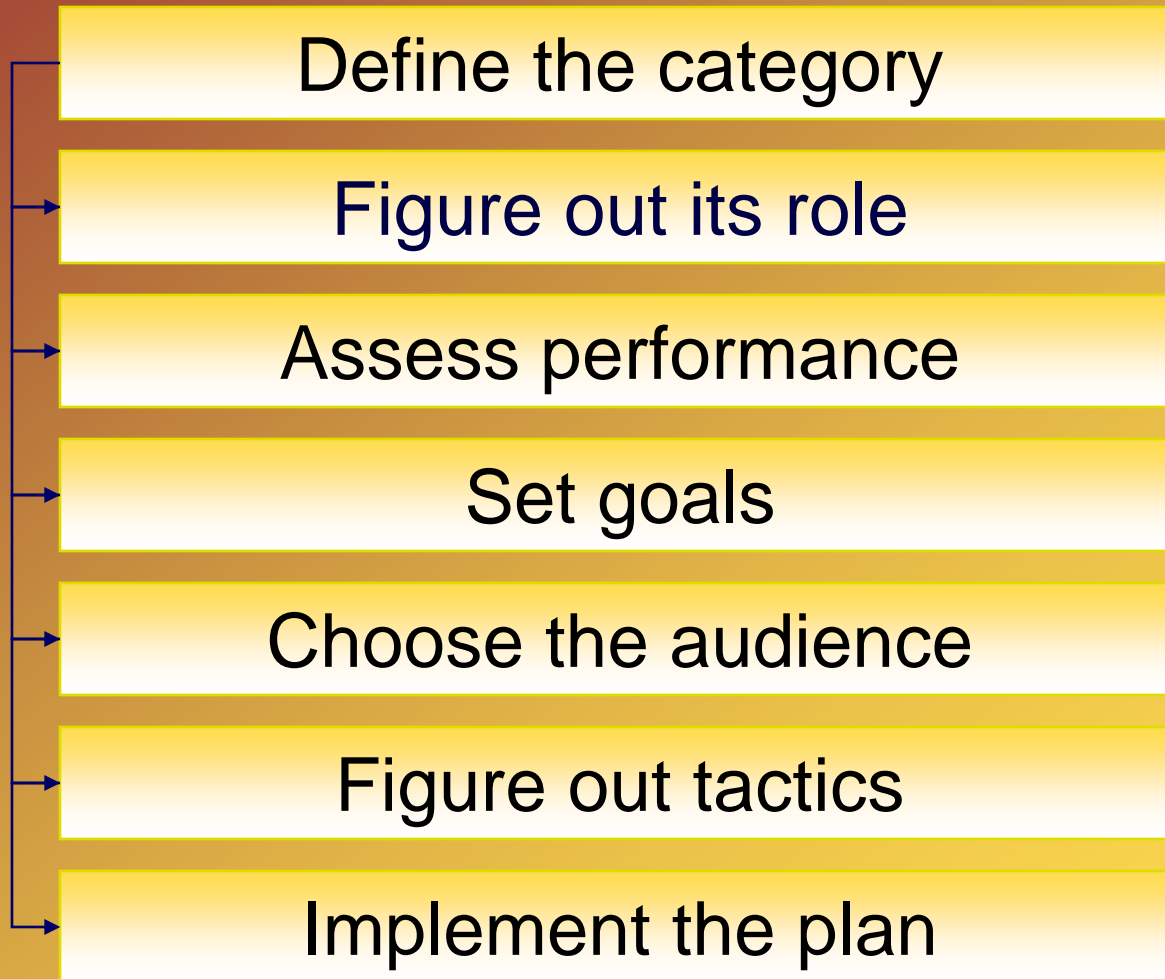 Define the category
Figure out its role
Assess performance
Set goals
Choose the audience
Figure out tactics
Implement the plan